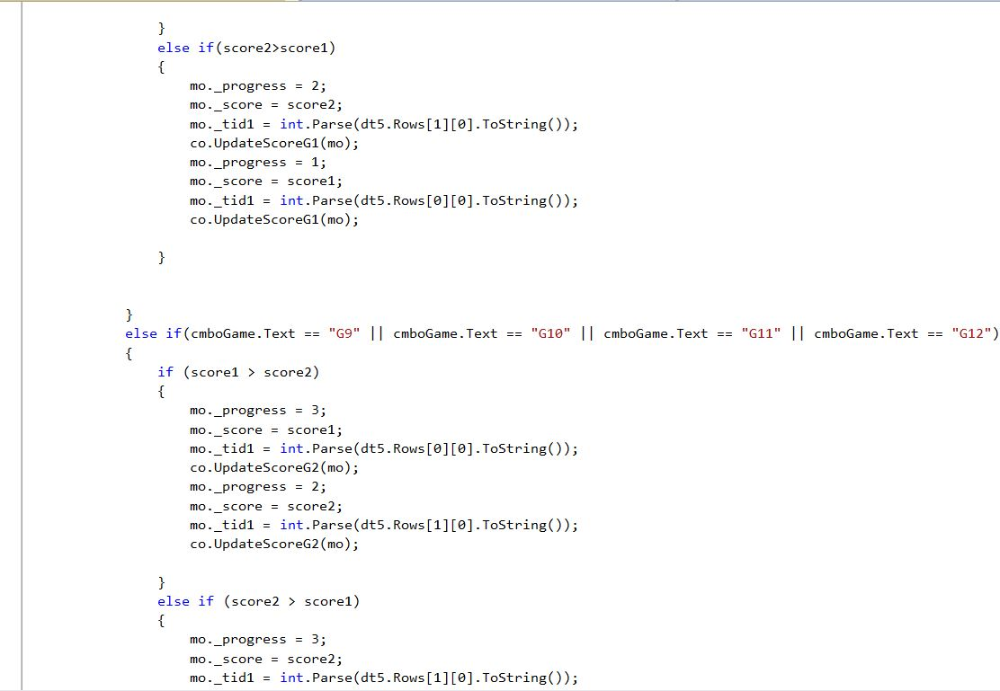 }
else if(score2>score1)
{
mo._progress = 2;
mo._score = score2;
mo._tid1 = int.Parse(dt5.Rows[1][0].ToString());
co.UpdateScoreG1(mo);
mo._progress = 1;
mo._score = score1;
mo._tid1 = int.Parse(dt5.Rows[0][0].ToString());
co.UpdateScoreG1(mo);
}
}
else if(cmboGame.Text == "G9" || cmboGame.Text == "G10" || cmboGame.Text == "G11" || cmboGame.Text == "G12")
{
if (score1 > score2)
{
mo._progress = 3;
mo._score = score1;
mo._tid1 = int.Parse(dt5.Rows[0][0].ToString());
co.UpdateScoreG2(mo);
mo._progress = 2;
mo._score = score2;
mo._tid1 = int.Parse(dt5.Rows[1][0].ToString());
co.UpdateScoreG2(mo);
}
else if (score2 > score1)
{
mo._progress = 3;
mo._score = score2;
mo._tid1 = int.Parse(dt5.Rows[1][0].ToString());